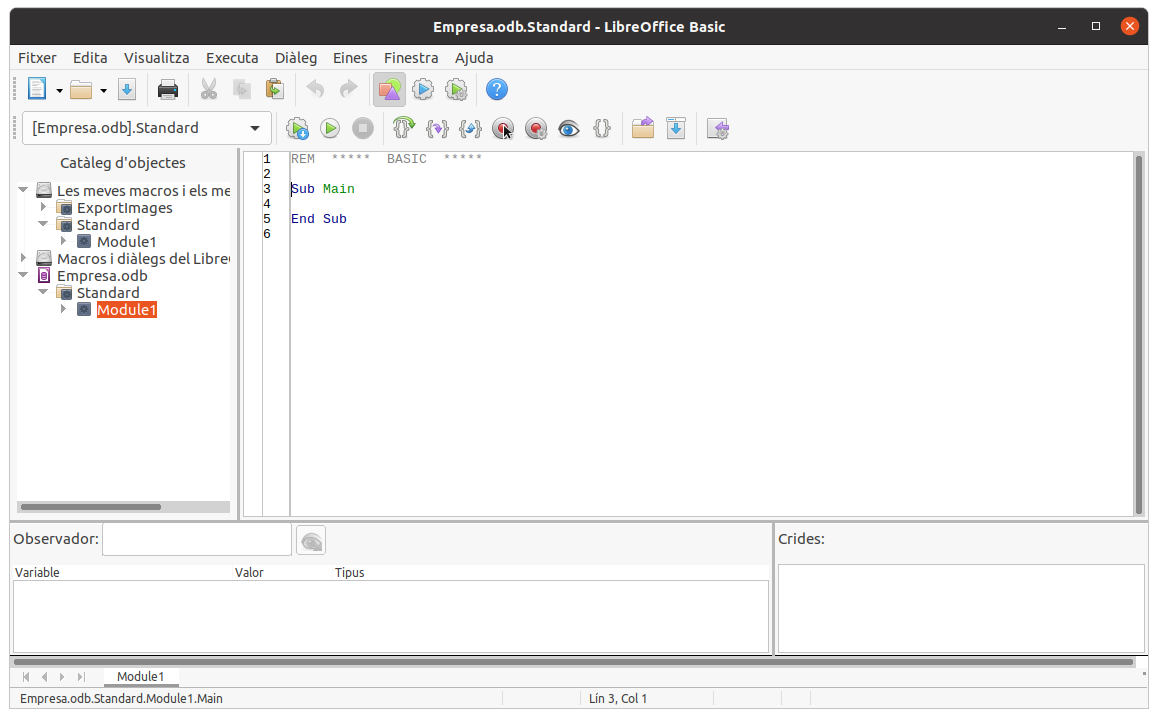 Empresa.odb.Standard - LibreOffice Basic
Fitxer Edita Visualitza Executa Diàleg Eines Finestra Ajuda
[Empresa.odb].Standard
Catàleg d'objectes
Les meves macros i els me
ExportImages
Standard
Module1
Macros i diàlegs del Libre
Empresa.odb
Standard
Module1
1 REM ***** BASIC *****
2
3 Sub Main
4
5 End Sub
6
Observador:
Crides:
Variable Valor Tipus
Module1
Empresa.odb.Standard.Module1.Main Lín 3, Col 1